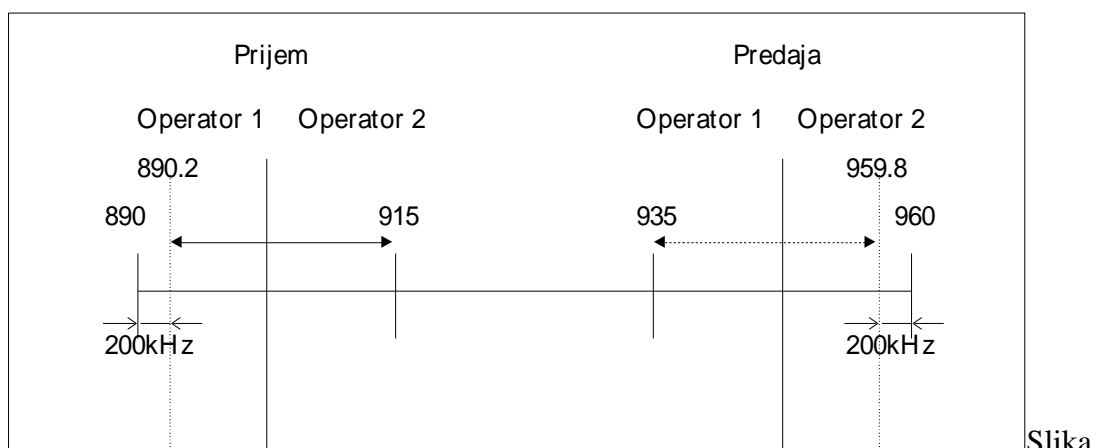 Prijem Predaja
Operator 1 Operator 2 Operator 1 Operator 2
890.2 959.8
890 915 935 960
200kHz 200kHz
Slika